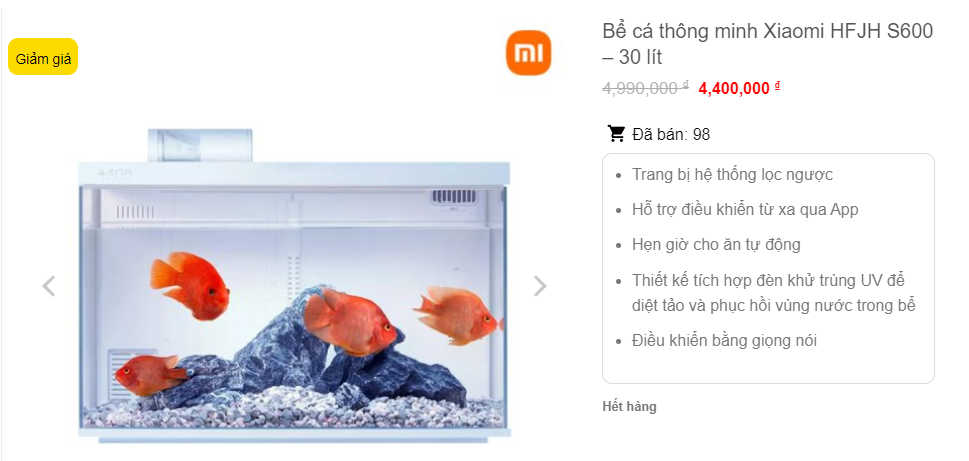 Giảm giá
Bể cá thông minh Xiaomi HFJH S600
– 30 lít
4,990,000 ₫ 4,400,000 ₫
Đã bán: 98
• Trang bị hệ thống lọc ngược
• Hỗ trợ điều khiển từ xa qua App
• Hẹn giờ cho ăn tự động
• Thiết kế tích hợp đèn khử trùng UV để
diệt tảo và phục hồi vùng nước trong bể
• Điều khiển bằng giọng nói
Hết hàng